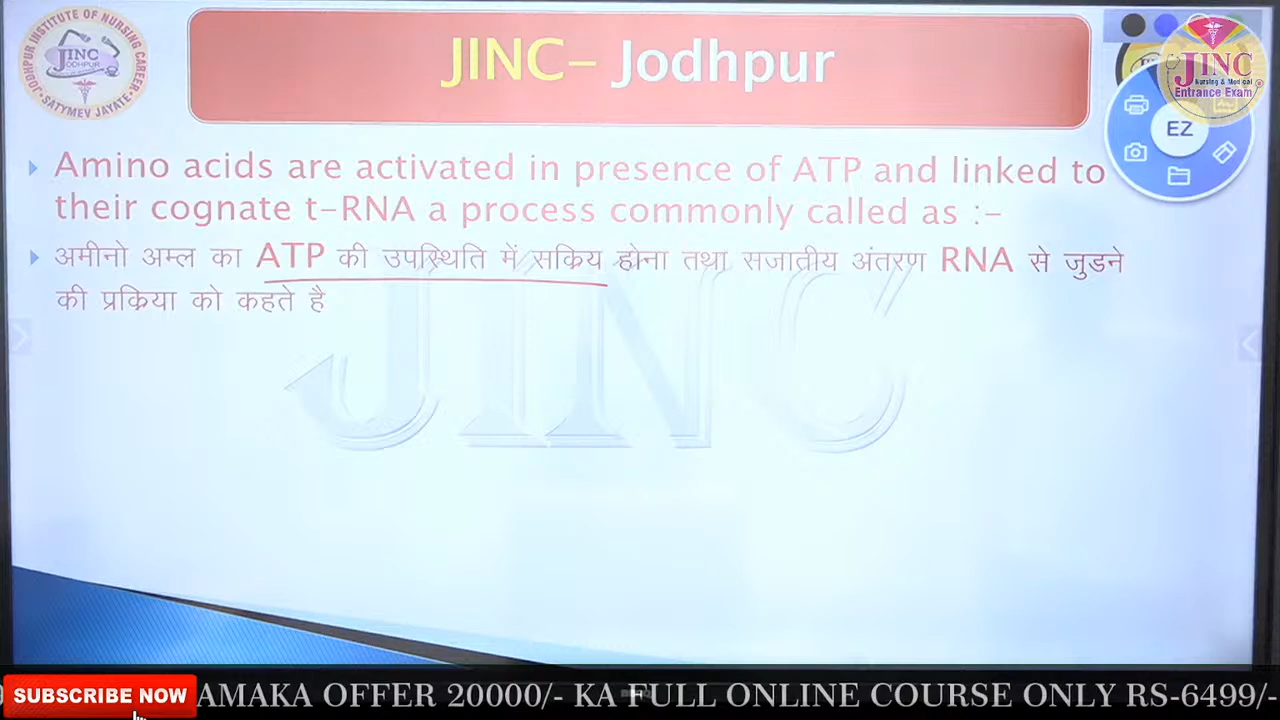 JODHPUR INSTITUTE OF NURSING CAREER
JINC
JODHPUR
SATYMEV JAYATE
JINC- Jodhpur
JINC
Nursing & Medical
Entrance Exam
EZ
Amino acids are activated in presence of ATP and linked to
their cognate t-RNA a process commonly called as :-
अमीनो अम्ल का ATP की उपस्थिति में सक्रिय होना तथा सजातीय अंतरण RNA से जुडने
की प्रक्रिया को कहते है
JINC
SUBSCRIBE NOW
AMAKA OFFER 20000/- KA FULL ONLINE COURSE ONLY RS-6499/-